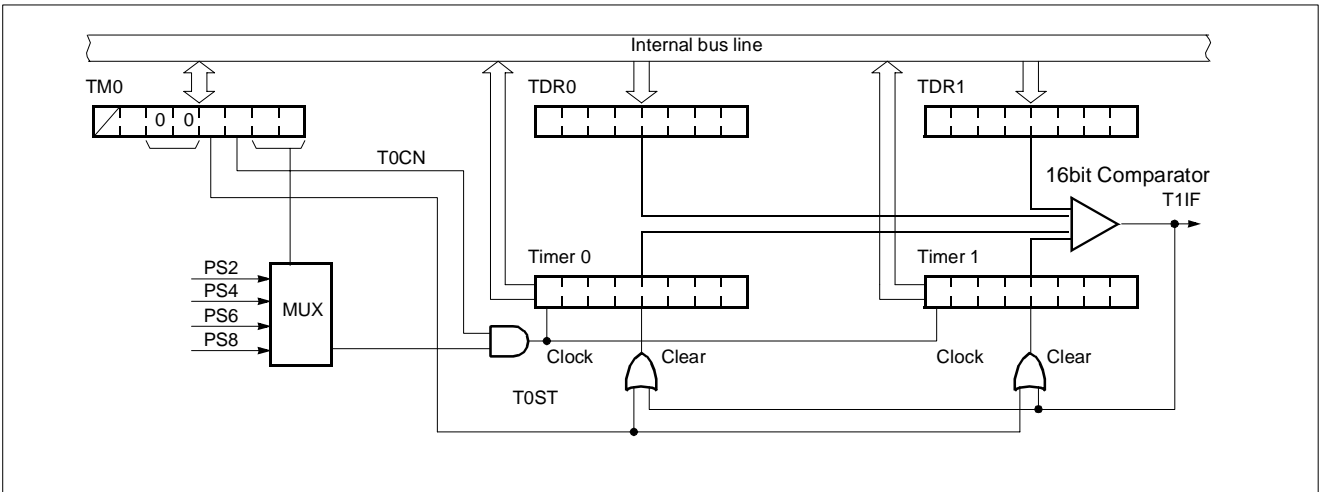 Internal bus line
TM0
TDR0
TDR1
0 0
T0CN
16bit Comparator
T1IF
Timer 0
Timer 1
PS2
PS4
PS6
PS8
MUX
Clock
Clear
Clock
Clear
T0ST